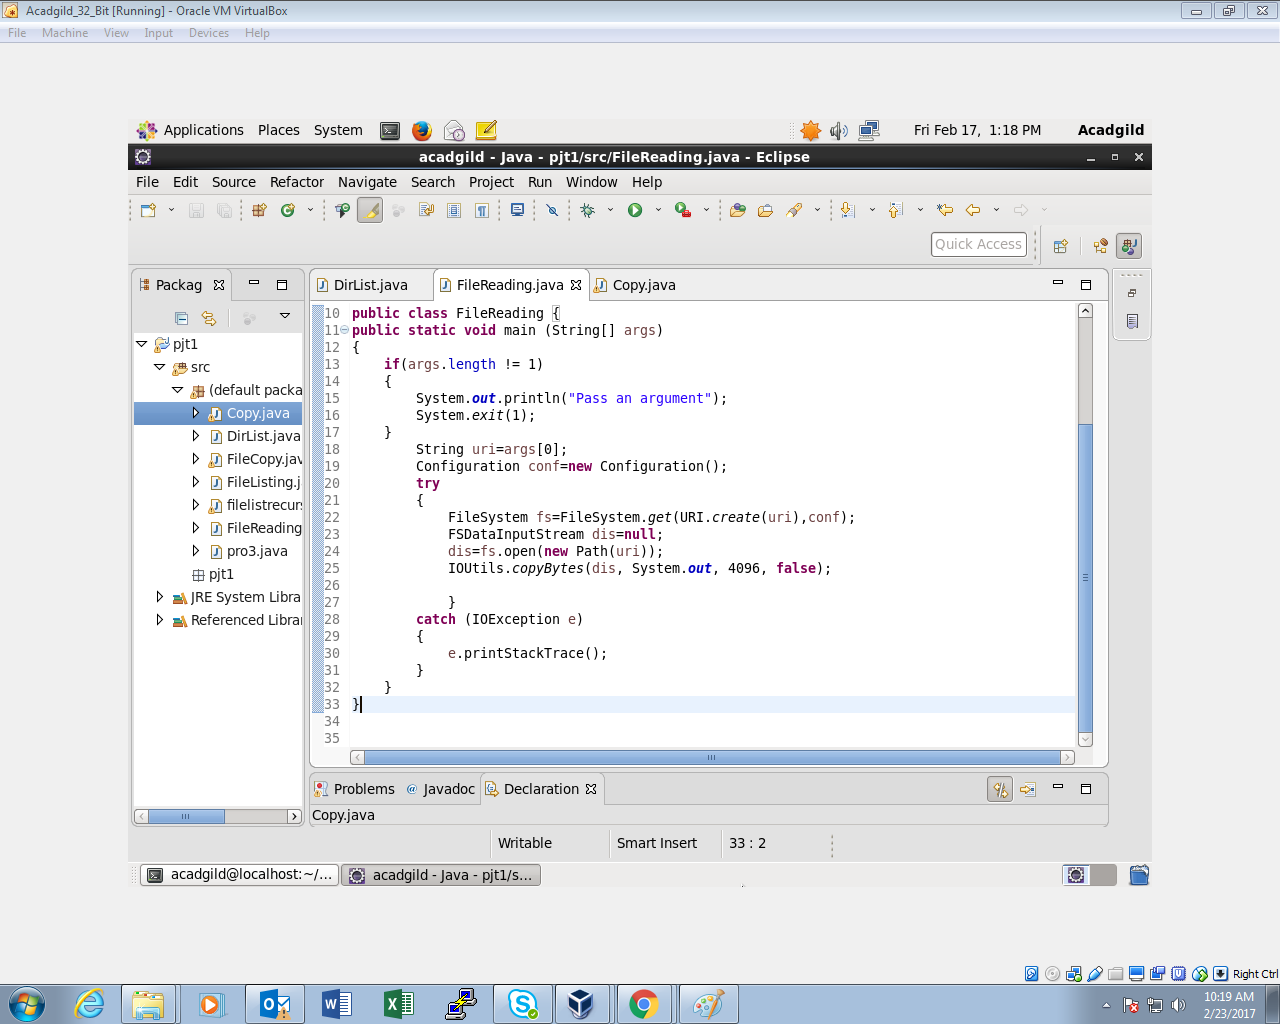 Acadgild_32_Bit [Running] - Oracle VM VirtualBox
File Machine View Input Devices Help
Applications Places System Fri Feb 17, 1:18 PM Acadgild
acadgild - Java - pjt1/src/FileReading.java - Eclipse
File Edit Source Refactor Navigate Search Project Run Window Help
Quick Access
Packag
DirList.java FileReading.java Copy.java
pjt1
src
(default packa
Copy.java
DirList.java
FileCopy.jav
FileListing.j
filelistrecur
FileReading
pro3.java
pjt1
JRE System Libra
Referenced Librar
10 public class FileReading {
11 public static void main (String[] args)
12 {
13 if(args.length != 1)
14 {
15 System.out.println("Pass an argument");
16 System.exit(1);
17 }
18 String uri=args[0];
19 Configuration conf=new Configuration();
20 try
21 {
22 FileSystem fs=FileSystem.get(URI.create(uri),conf);
23 FSDataInputStream dis=null;
24 dis=fs.open(new Path(uri));
25 IOUtils.copyBytes(dis, System.out, 4096, false);
26
27 }
28 catch (IOException e)
29 {
30 e.printStackTrace();
31 }
32 }
33 }
34
35
Problems @ Javadoc Declaration
Copy.java
Writable Smart Insert 33 : 2
acadgild@localhost:~/... acadgild - Java - pjt1/s...
Right Ctrl
10:19 AM
2/23/2017